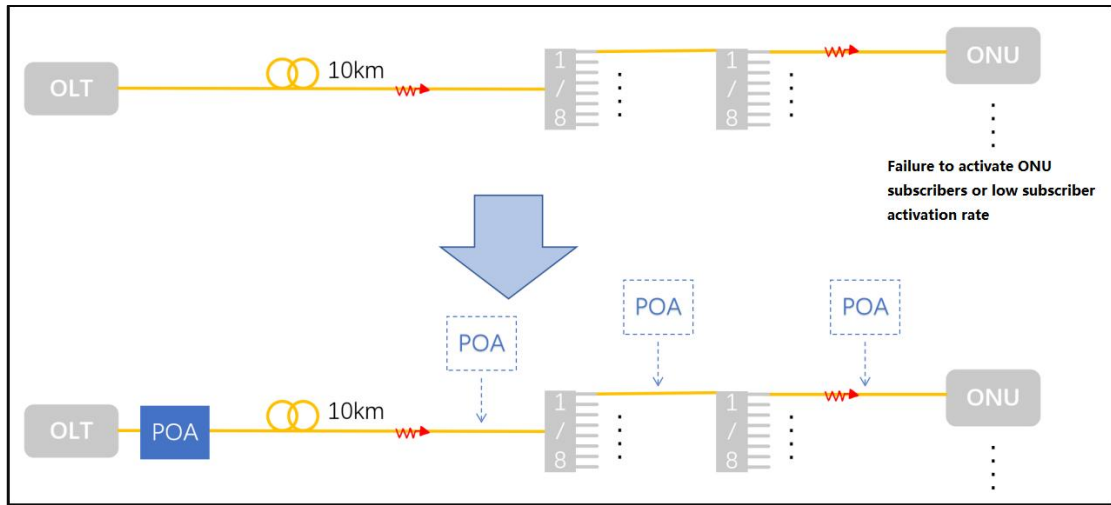 OLT
10km
1
/
8
1
/
8
ONU
Failure to activate ONU
subscribers or low subscriber
activation rate
POA
POA
POA
OLT
POA
10km
1
/
8
1
/
8
ONU